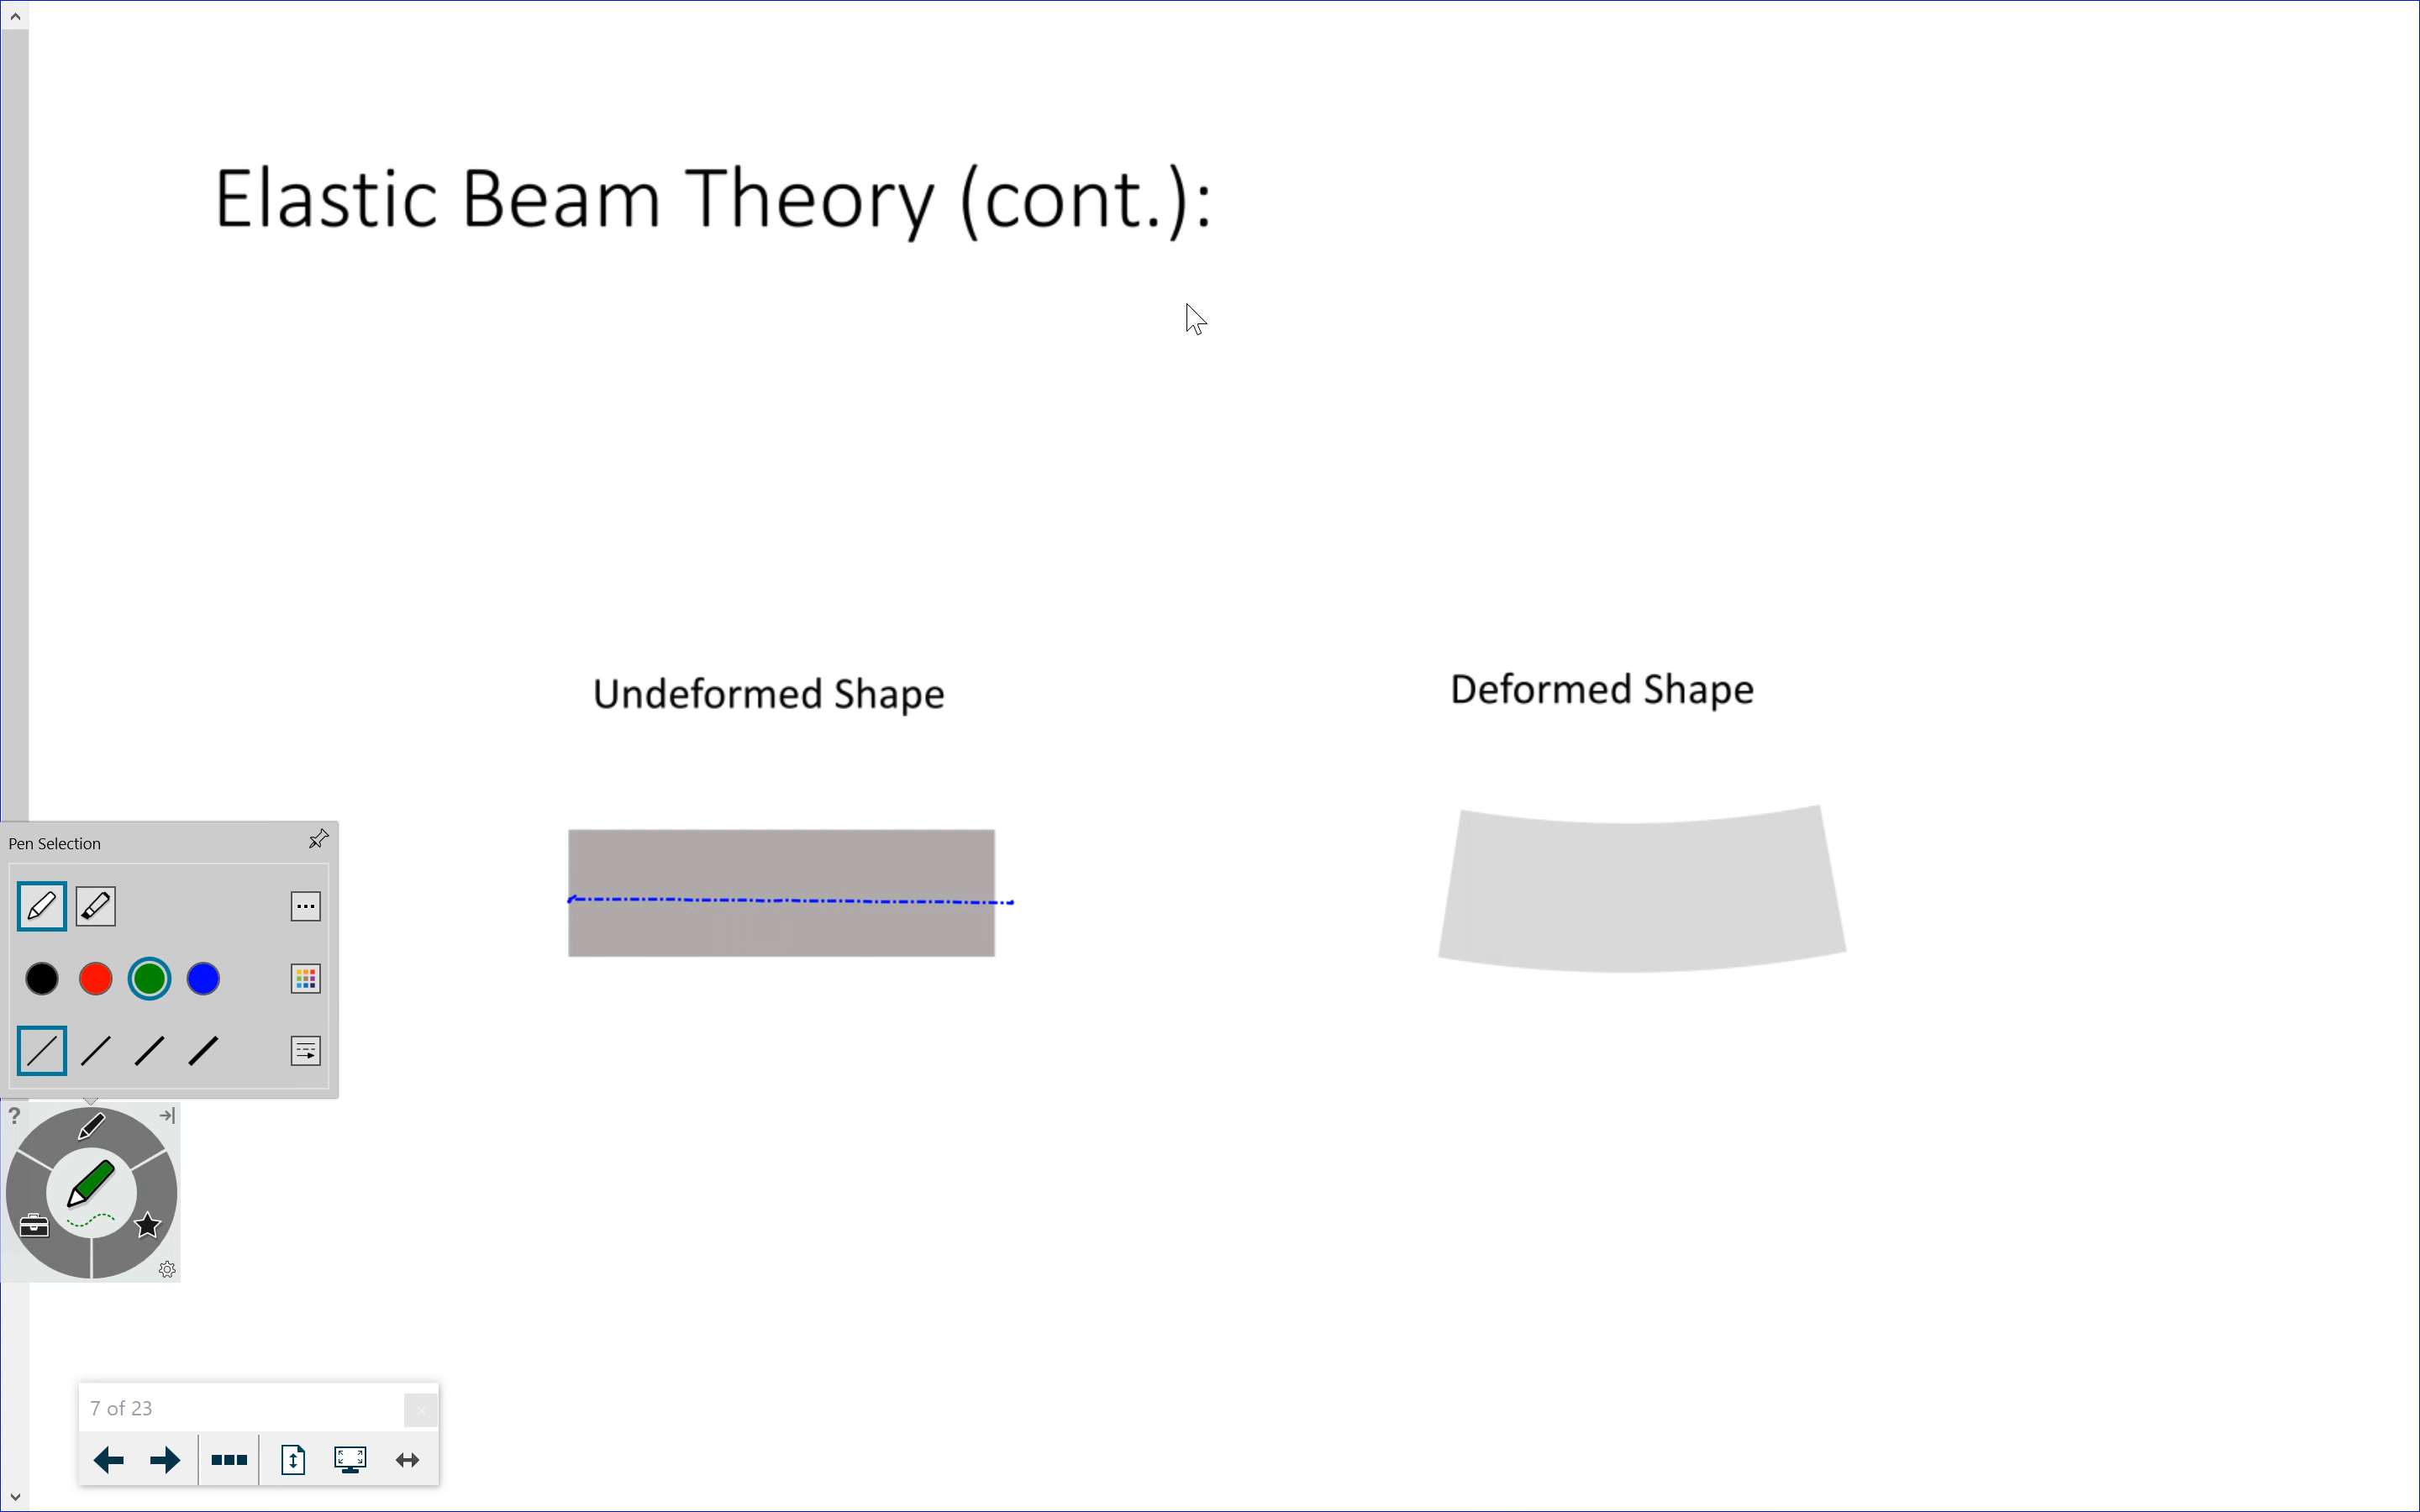 Elastic Beam Theory (cont.):
Undeformed Shape
Deformed Shape
Pen Selection
?
7 of 23